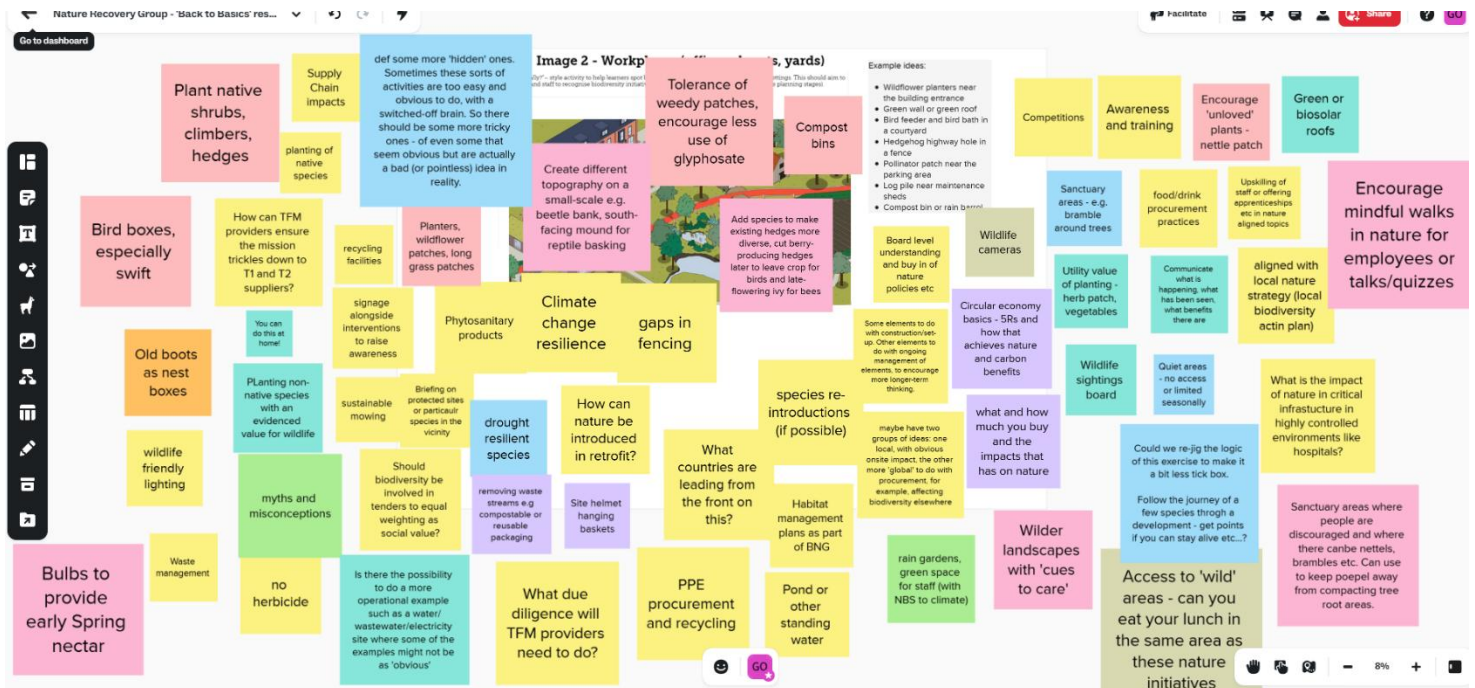 Nature Recovery Group - 'Back to Basics' res...
Facilitate
Share
GO
Go to dashboard
Image 2 - Workpl
ts, yards)
Plant native
shrubs,
climbers,
hedges
Supply
Chain
impacts
def some more 'hidden' ones.
Sometimes these sorts of
activities are too easy and
obvious to do, with a
switched-off brain. So there
should be some more tricky
ones - of even some that
seem obvious but are actually
a bad (or pointless) idea in
reality.
planting of
native
species
Tolerance of
weedy patches,
encourage less
use of
glyphosate
Compost
bins
Example ideas:
• Wildflower planters near
the building entrance
• Green wall or green roof
• Bird feeder and bird bath in
a courtyard
• Hedgehog highway hole in
a fence
• Pollinator patch near the
parking area
• Log pile near maintenance
sheds
• Compost bin or rain barrel
Competitions
Awareness
and training
Encourage
'unloved'
plants -
nettle patch
Green or
biosolar
roofs
Create different
topography on a
small-scale e.g.
beetle bank, south-
facing mound for
reptile basking
Add species to make
existing hedges more
diverse, cut berry-
producing hedges
later to leave crop for
birds and late-
flowering ivy for bees
Sanctuary
areas - e.g.
bramble
around trees
food/drink
procurement
practices
Upskilling of
staff or offering
apprenticeships
etc in nature
aligned topics
Encourage
mindful walks
in nature for
employees or
talks/quizzes
Bird boxes,
especially
swift
How can TFM
providers ensure
the mission
trickles down to
T1 and T2
suppliers?
recycling
facilities
Planters,
wildflower
patches, long
grass patches
Board level
understanding
and buy in of
nature
policies etc
Wildlife
cameras
Utility value
of planting -
herb patch,
vegetables
Communicate
what is
happening, what
has been seen,
what benefits
there are
aligned with
local nature
strategy (local
biodiversity
actin plan)
You can
do this at
home!
signage
alongside
interventions
to raise
awareness
Phytosanitary
products
Climate
change
resilience
gaps in
fencing
Some elements to do
with construction/set-
up. Other elements to
do with ongoing
management of
elements, to encourage
more longer-term
thinking.
Circular economy
basics - 5Rs and
how that
achieves nature
and carbon
benefits
Old boots
as nest
boxes
PLanting non-
native species
with an
evidenced
value for wildlife
sustainable
mowing
Briefing on
protected sites
or particulr
species in the
vicinity
drought
resilient
species
How can
nature be
introduced
in retrofit?
species re-
introductions
(if possible)
Wildlife
sightings
board
Quiet areas
- no access
or limited
seasonally
What is the impact
of nature in critical
infrastucture in
highly controlled
environments like
hospitals?
wildlife
friendly
lighting
myths and
misconceptions
Should
biodiversity be
involved in
tenders to equal
weighting as
social value?
removing waste
streams e.g
compostable or
reusable
packaging
Site helmet
hanging
baskets
What
countries are
leading from
the front on
this?
maybe have two
groups of ideas: one
local, with obvious
onsite impact, the other
more 'global' to do with
procurement, for
example, affecting
biodiversity elsewhere
what and how
much you buy
and the
impacts that
has on nature
Could we re-jig the
logic of this exercise to make it
a bit less tick box.
Follow the journey of a
few species throgh a
development - get points
if you can stay alive etc...?
Habitat
management
plans as part
of BNG
Wilder
landscapes
with 'cues
to care'
Sanctuary areas where
people are
discouraged and where
there canbe nettels,
brambles etc. Can use
to keep poepel away
from compacting tree
root areas.
Bulbs to
provide
early Spring
nectar
Waste
management
no
herbicide
Is there the possibility
to do a more
operational example
such as a water/
wastewater/electricity
site where some of the
examples might not be
as 'obvious'
What due
diligence will
TFM providers
need to do?
PPE
procurement
and recycling
Pond or
other
standing
water
rain gardens,
green space
for staff (with
NBS to climate)
Access to 'wild'
areas - can you
eat your lunch in
the same area as
these nature
initiatives
GO
8%